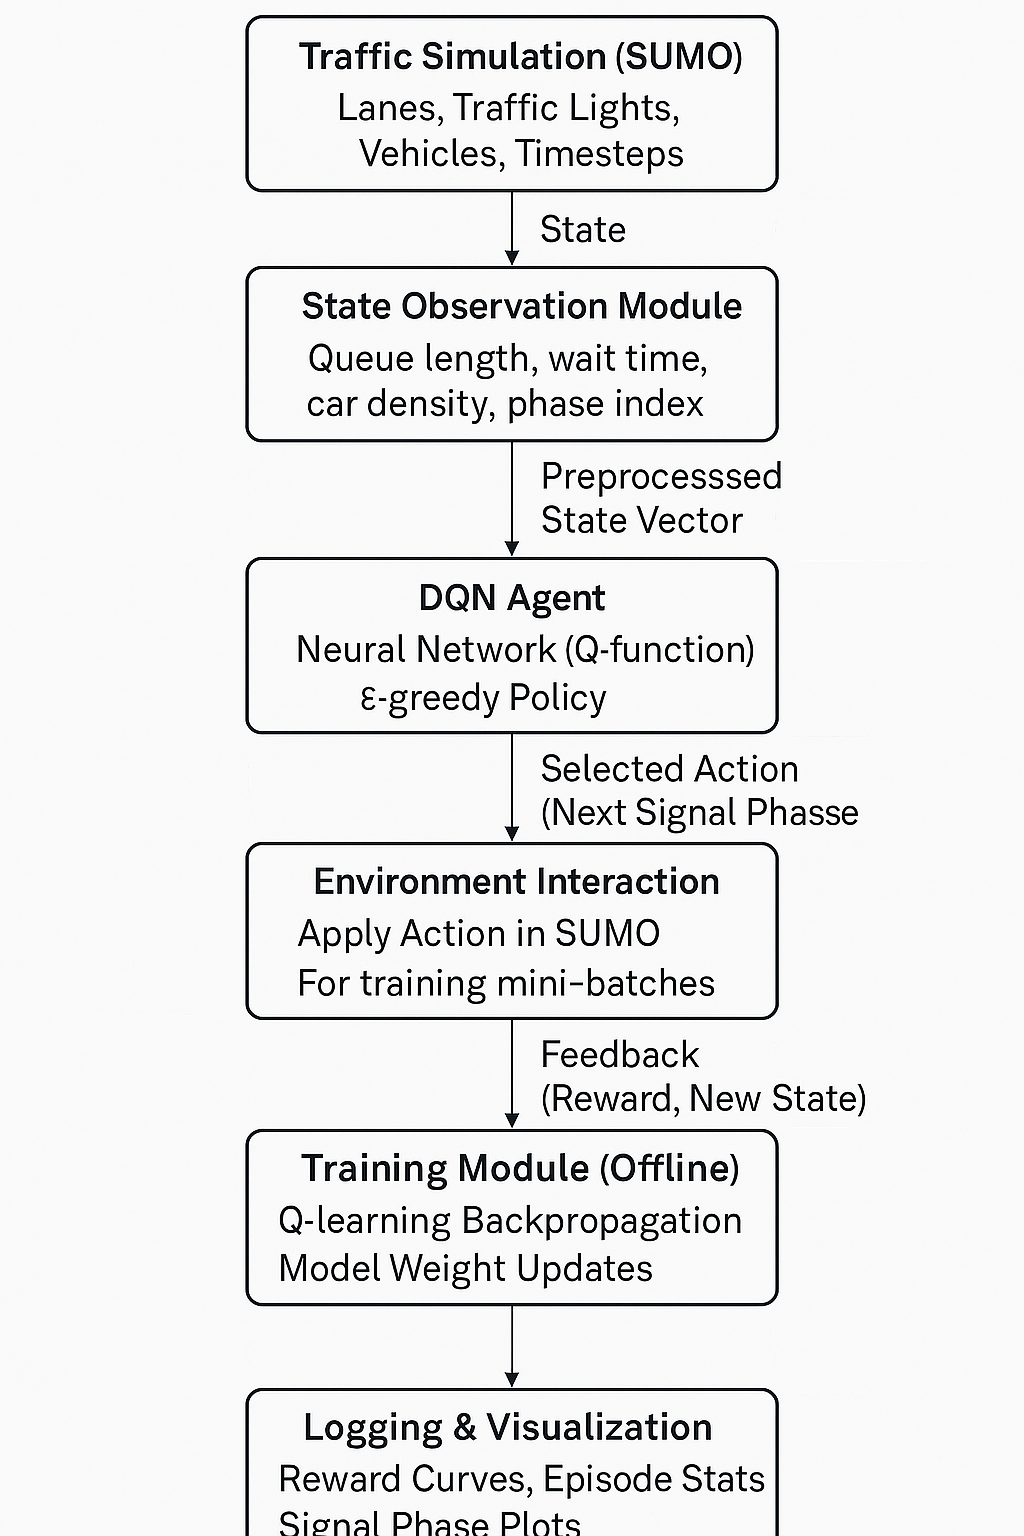 Traffic Simulation (SUMO)
Lanes, Traffic Lights,
Vehicles, Timesteps
State
State Observation Module
Queue length, wait time,
car density, phase index
Preprocesssed
State Vector
DQN Agent
Neural Network (Q-function)
ε-greedy Policy
Selected Action
(Next Signal Phasse
Environment Interaction
Apply Action in SUMO
For training mini-batches
Feedback
(Reward, New State)
Training Module (Offline)
Q-learning Backpropagation
Model Weight Updates
Logging & Visualization
Reward Curves, Episode Stats
Signal Phase Plots